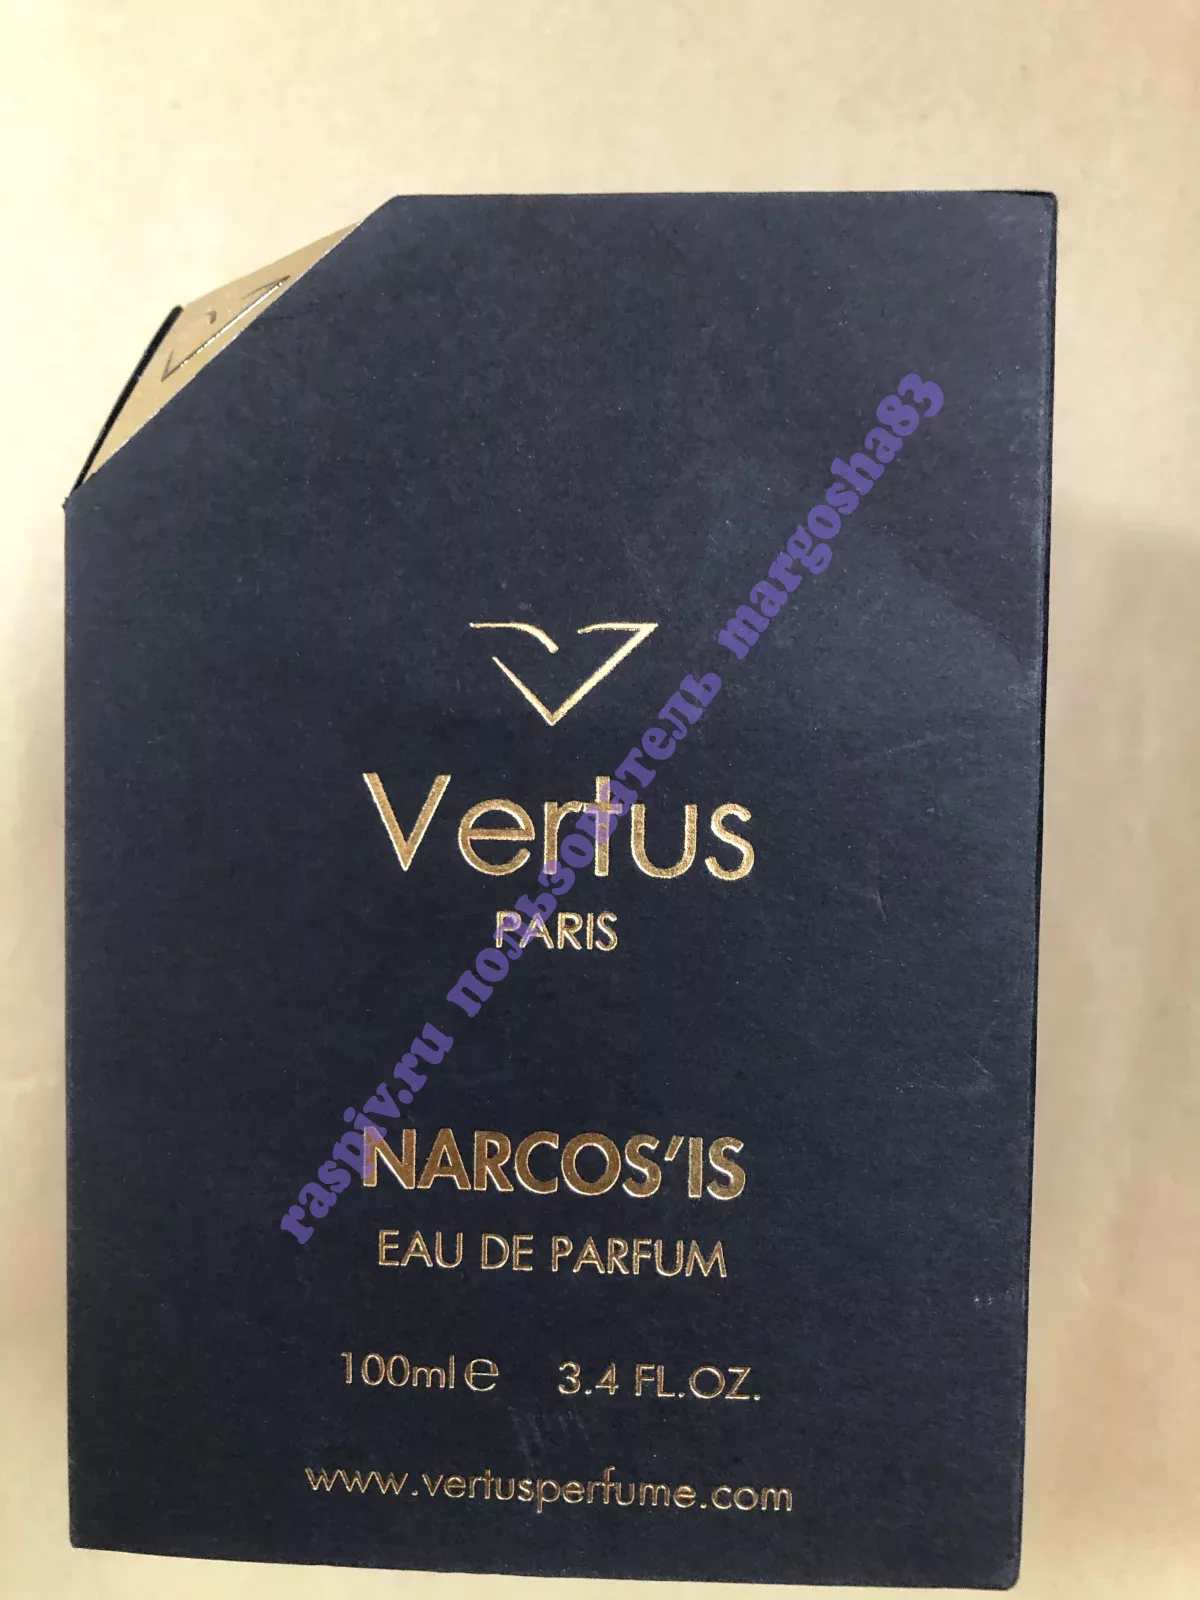 Vertus
PARIS
raspiv.ru пользователь margosha83
NARCOS'IS
EAU DE PARFUM
100ml e 3.4 FL.OZ.
www.vertusperfume.com